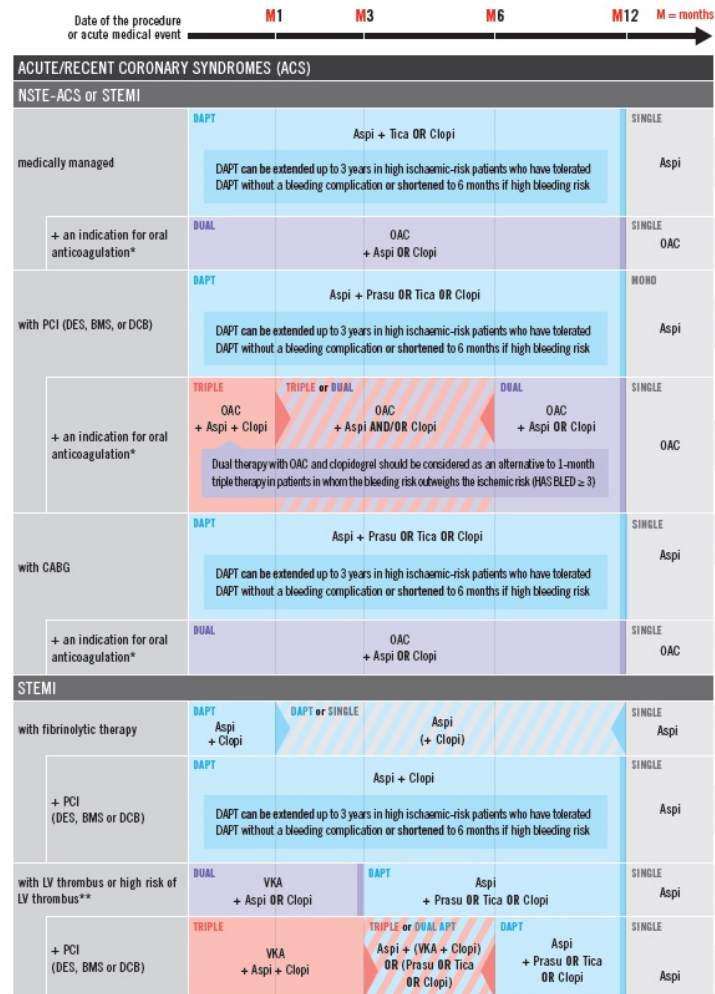 Date of the procedure
or acute medical event
M1
M3
M6
M12
M = months
ACUTE/RECENT CORONARY SYNDROMES (ACS)
NSTE-ACS or STEMI
medically managed
DAPT
Aspi + Tica OR Clopi
DAPT can be extended up to 3 years in high ischaemic-risk patients who have tolerated
DAPT without a bleeding complication or shortened to 6 months if high bleeding risk
SINGLE
Aspi
+ an indication for oral
anticoagulation*
DUAL
OAC
+ Aspi OR Clopi
SINGLE
OAC
with PCI (DES, BMS, or DCB)
DAPT
Aspi + Prasu OR Tica OR Clopi
DAPT can be extended up to 3 years in high ischaemic-risk patients who have tolerated
DAPT without a bleeding complication or shortened to 6 months if high bleeding risk
MONO
Aspi
+ an indication for oral
anticoagulation*
TRIPLE
OAC
+ Aspi + Clopi
TRIPLE or DUAL
OAC
+ Aspi AND/OR Clopi
DUAL
OAC
+ Aspi OR Clopi
Dual therapy with OAC and clopidogrel should be considered as an alternative to 1-month
triple therapy in patients in whom the bleeding risk outweighs the ischemic risk (HAS BLED ≥ 3)
SINGLE
OAC
with CABG
DAPT
Aspi + Prasu OR Tica OR Clopi
DAPT can be extended up to 3 years in high ischaemic-risk patients who have tolerated
DAPT without a bleeding complication or shortened to 6 months if high bleeding risk
SINGLE
Aspi
+ an indication for oral
anticoagulation*
DUAL
OAC
+ Aspi OR Clopi
SINGLE
OAC
STEMI
with fibrinolytic therapy
DAPT
Aspi
+ Clopi
DAPT or SINGLE
Aspi
(+ Clopi)
SINGLE
Aspi
+ PCI
(DES, BMS or DCB)
DAPT
Aspi + Clopi
DAPT can be extended up to 3 years in high ischaemic-risk patients who have tolerated
DAPT without a bleeding complication or shortened to 6 months if high bleeding risk
SINGLE
Aspi
with LV thrombus or high risk of
LV thrombus**
DUAL
VKA
+ Aspi OR Clopi
DAPT
Aspi
+ Prasu OR Tica OR Clopi
SINGLE
Aspi
+ PCI
(DES, BMS or DCB)
TRIPLE
VKA
+ Aspi + Clopi
TRIPLE or DUAL APT
Aspi + (VKA + Clopi)
OR (Prasu OR Tica
OR Clopi)
DAPT
Aspi
+ Prasu OR Tica
OR Clopi
SINGLE
Aspi